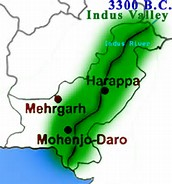 3300 B.C.
Indus Valley
Indus River
Harappa
Mehrgarh
Mohenjo-Daro